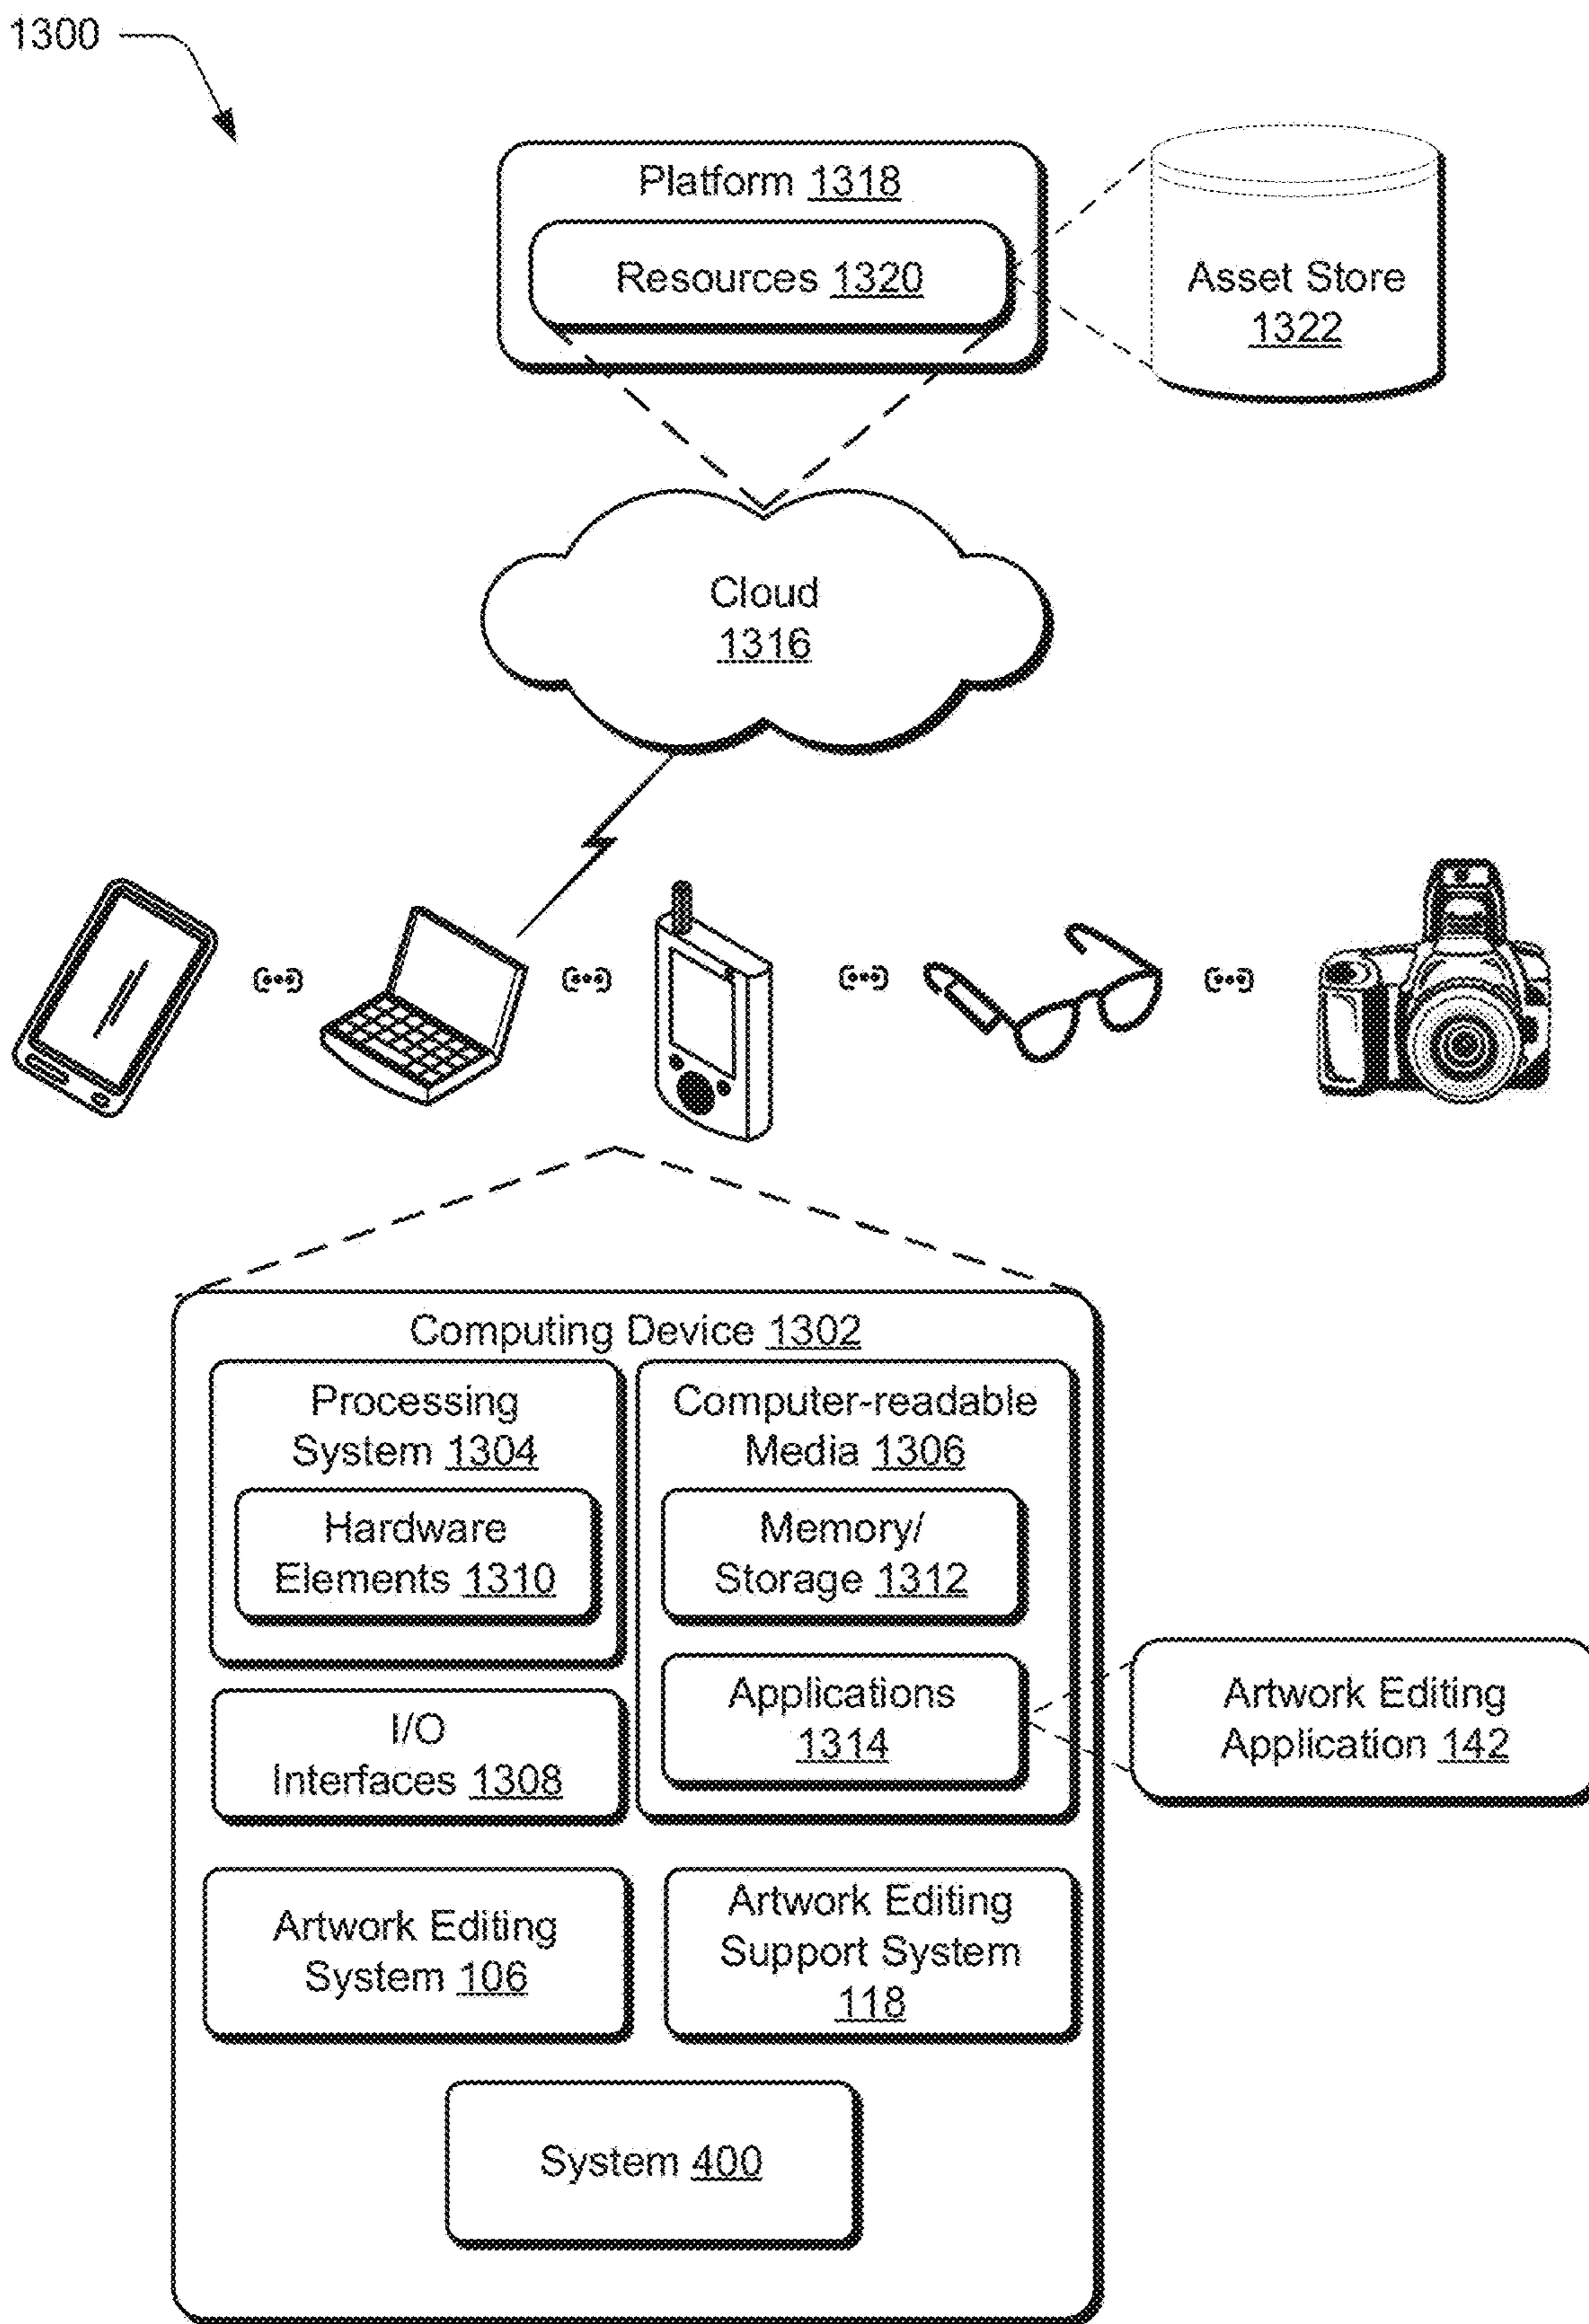 1300
Platform 1318
Resources 1320
Asset Store
1322
Cloud
1316
Computing Device 1302
Processing
System 1304
Hardware
Elements 1310
I/O
Interfaces 1308
Computer-readable
Media 1306
Memory/
Storage 1312
Applications
1314
Artwork Editing
Application 142
Artwork Editing
System 106
Artwork Editing
Support System
118
System 400